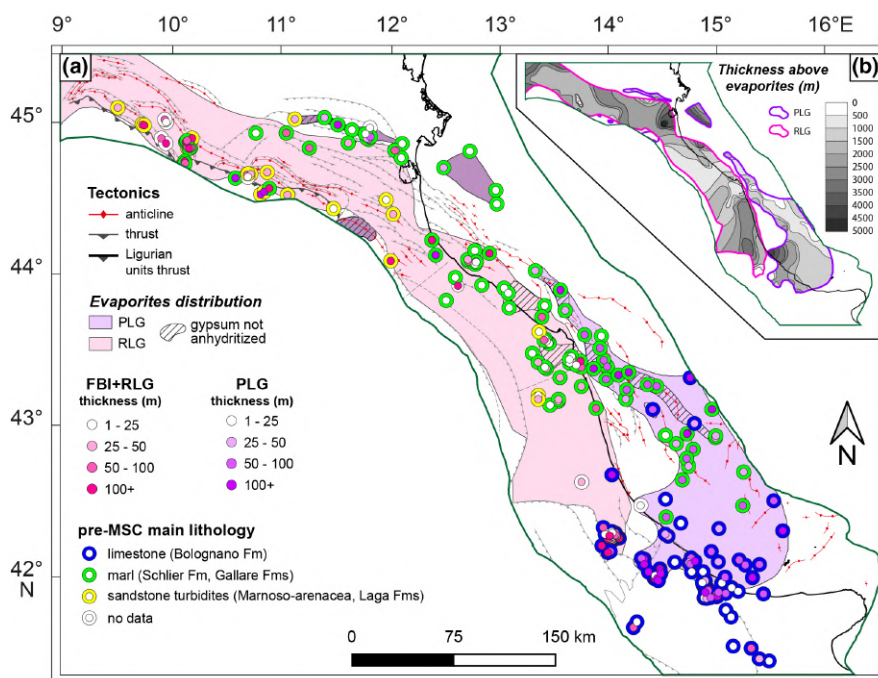 9° 10° 11° 12° 13° 14° 15° 16°E
(a)
(b)
Thickness above
evaporites (m)
PLG
RLG
0
500
1000
1500
2000
2500
3000
3500
4000
4500
5000
45°
44°
43°
42°
N
Tectonics
anticline
thrust
Ligurian
units thrust
Evaporites distribution
PLG
RLG
gypsum not
anhydritized
FBI+RLG
thickness (m)
1 - 25
25 - 50
50 - 100
100+
PLG
thickness (m)
1 - 25
25 - 50
50 - 100
100+
pre-MSC main lithology
limestone (Bolognano Fm)
marl (Schlier Fm, Gallare Fms)
sandstone turbidites (Marnoso-arenacea, Laga Fms)
no data
N
0 75 150 km